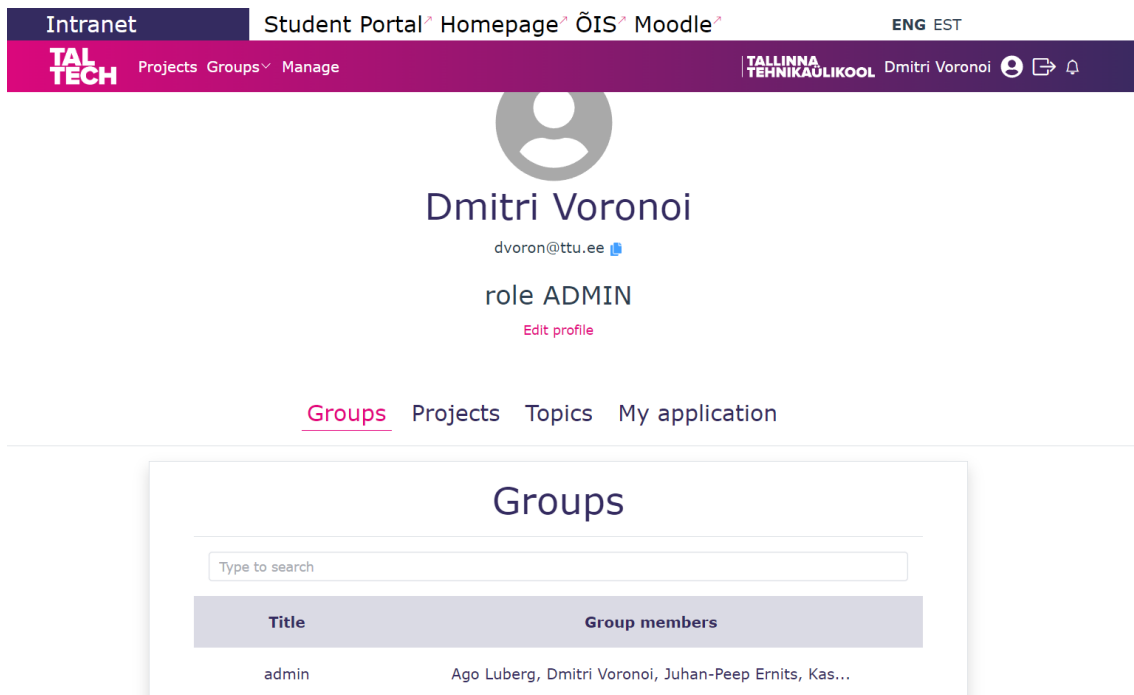 Intranet Student Portal Homepage ÕIS Moodle ENG EST
TAL
TECH
Projects Groups Manage
TALLINNA
TEHNIKAÜLIKOOL
Dmitri Voronoi
Dmitri Voronoi
dvoron@ttu.ee
role ADMIN
Edit profile
Groups Projects Topics My application
Groups
Type to search
Title Group members
admin Ago Luberg, Dmitri Voronoi, Juhan-Peep Ernits, Kas...